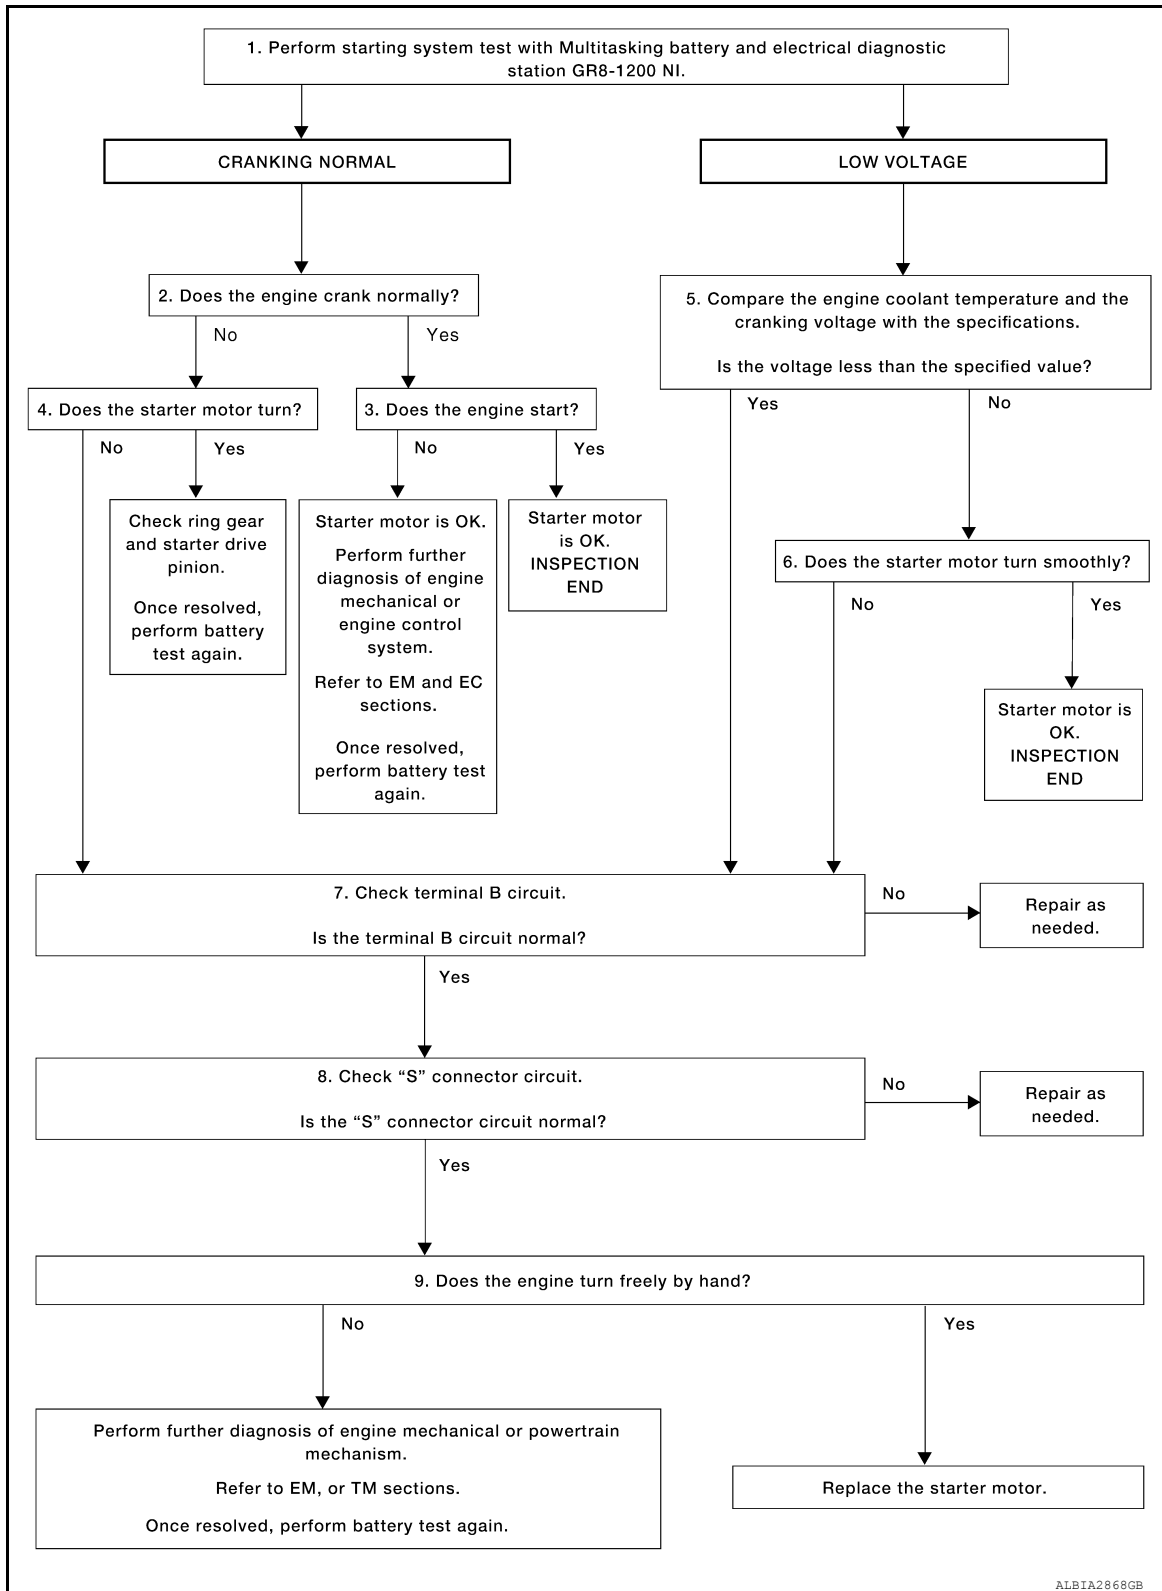 1. Perform starting system test with Multitasking battery and electrical diagnostic
station GR8-1200 NI.
CRANKING NORMAL
LOW VOLTAGE
2. Does the engine crank normally?
No
Yes
5. Compare the engine coolant temperature and the
cranking voltage with the specifications.
Is the voltage less than the specified value?
Yes
No
4. Does the starter motor turn?
No
Yes
3. Does the engine start?
No
Yes
Check ring gear
and starter drive
pinion.
Once resolved,
perform battery
test again.
Starter motor is OK.
Perform further
diagnosis of engine
mechanical or
engine control
system.
Refer to EM and EC
sections.
Once resolved,
perform battery test
again.
Starter motor
is OK.
INSPECTION
END
6. Does the starter motor turn smoothly?
No
Yes
Starter motor is
OK.
INSPECTION
END
7. Check terminal B circuit.
Is the terminal B circuit normal?
No
Repair as
needed.
Yes
8. Check “S” connector circuit.
Is the “S” connector circuit normal?
No
Repair as
needed.
Yes
9. Does the engine turn freely by hand?
No
Yes
Perform further diagnosis of engine mechanical or powertrain
mechanism.
Refer to EM, or TM sections.
Once resolved, perform battery test again.
Replace the starter motor.
ALBIA2868GB